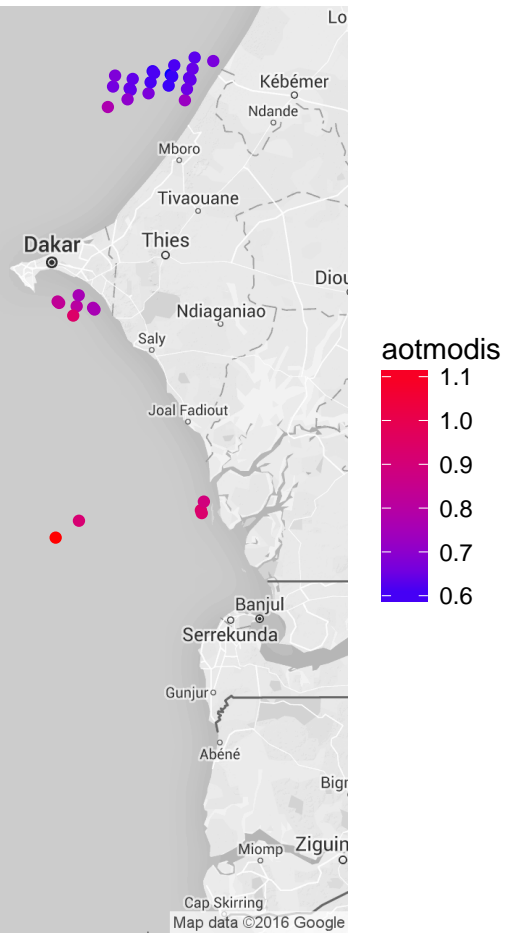 Lo
Kébémer
Ndande
Mboro
Tivaouane
Dakar
Thies
Diou
Ndiaganiao
Saly
Joal Fadiout
Banjul
Serrekunda
Gunjur
Abéné
Bigr
Miomp
Ziguin
Cap Skirring
Map data ©2016 Google
aotmodis
1.1
1.0
0.9
0.8
0.7
0.6